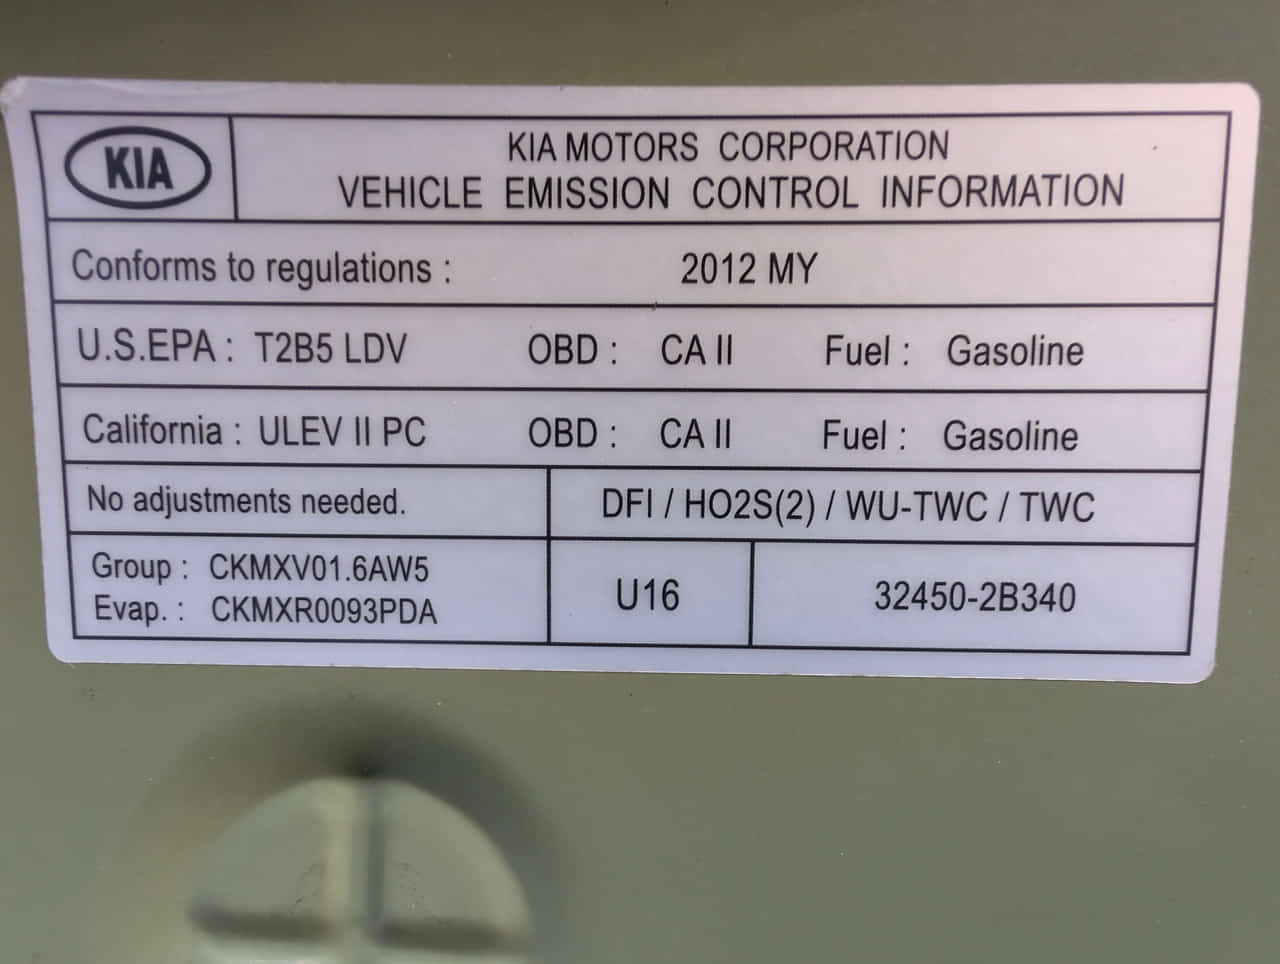 KIA
KIA MOTORS CORPORATION
VEHICLE EMISSION CONTROL INFORMATION
Conforms to regulations : 2012 MY
U.S.EPA : T2B5 LDV OBD : CA II Fuel : Gasoline
California : ULEV II PC OBD : CA II Fuel : Gasoline
No adjustments needed. DFI / HO2S(2) / WU-TWC / TWC
Group : CKMXV01.6AW5
Evap. : CKMXR0093PDA
U16 32450-2B340